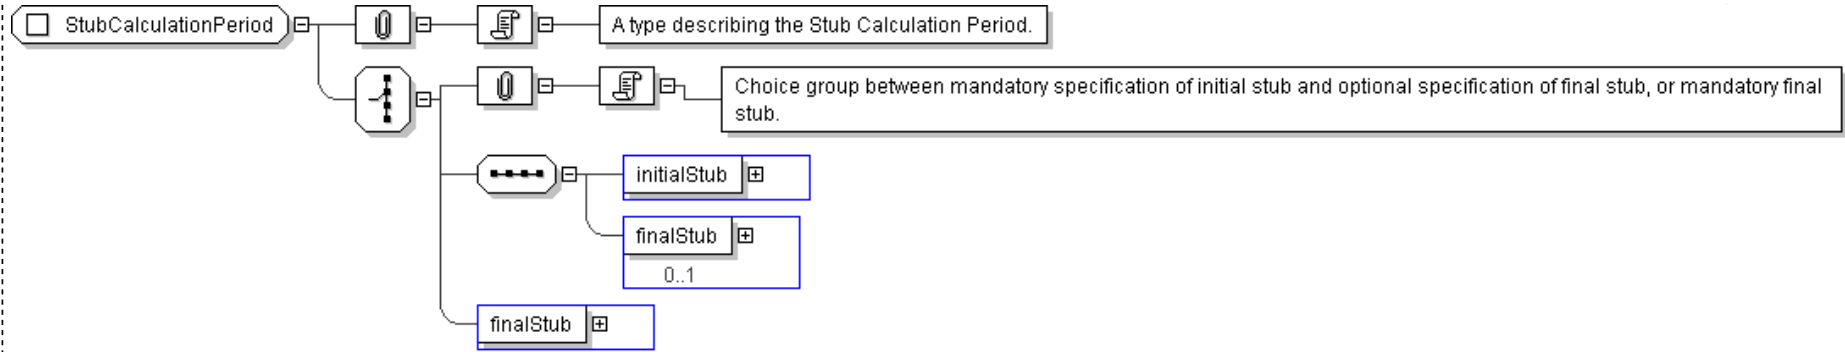 StubCalculationPeriod
A type describing the Stub Calculation Period.
Choice group between mandatory specification of initial stub and optional specification of final stub, or mandatory final
stub.
initialStub
finalStub
0..1
finalStub